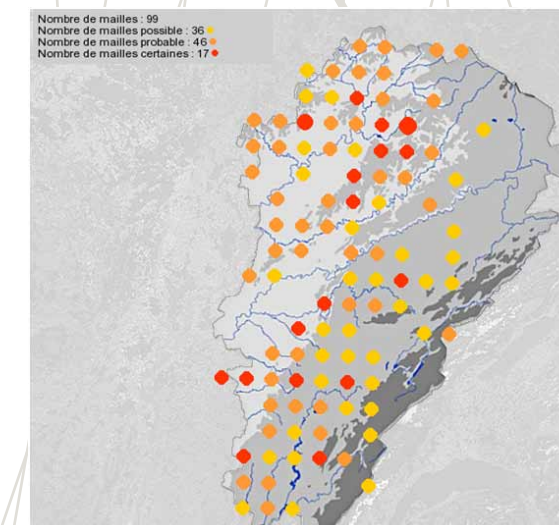 Nombre de mailles : 99
Nombre de mailles possible : 36
Nombre de mailles probable : 46
Nombre de mailles certaines : 17